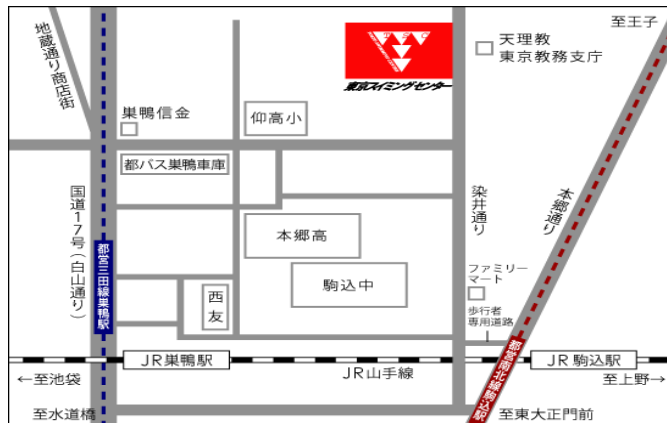 至王子
地蔵通り商店街
天理教
東京教務支庁
東京スイミングセンター
巣鴨信金
仰高小
都バス巣鴨車庫
国道17号(白山通り)
染井通り
本郷通り
本郷高
都営三田線巣鴨駅
駒込中
ファミリー
マート
西友
歩行者
専用道路
都営南北線駒込駅
JR巣鴨駅
JR駒込駅
JR山手線
←至池袋
至上野→
至水道橋
至東大正門前